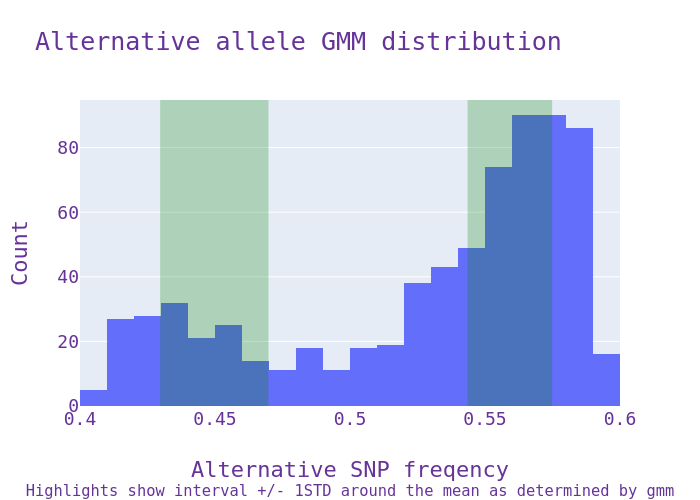 Alternative allele GMM distribution
Count
80
60
40
20
0
0.4 0.45 0.5 0.55 0.6
Alternative SNP freqency
Highlights show interval +/- 1STD around the mean as determined by gmm